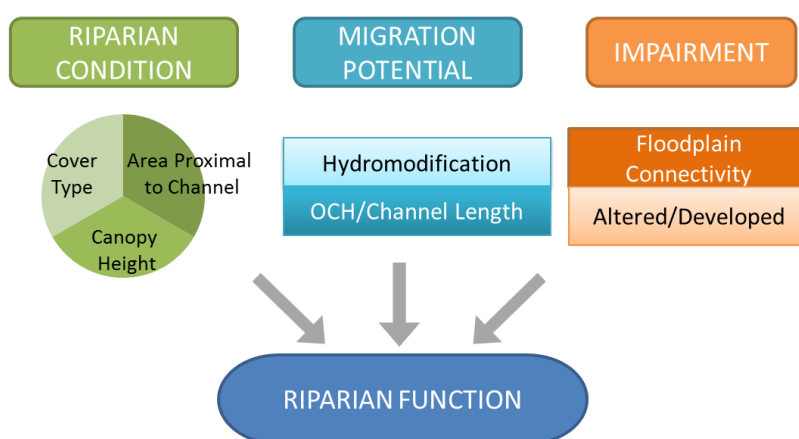 RIPARIAN
CONDITION
MIGRATION
POTENTIAL
IMPAIRMENT
Cover
Type
Area Proximal
to Channel
Canopy
Height
Hydromodification
OCH/Channel Length
Floodplain
Connectivity
Altered/Developed
RIPARIAN FUNCTION